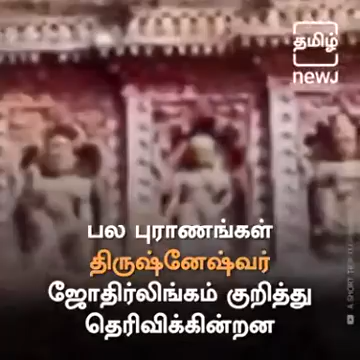 தமிழ்
newJ
பல புராணங்கள்
திருஷ்னேஷ்வர்
ஜோதிர்லிங்கம் குறித்து
தெரிவிக்கின்றன